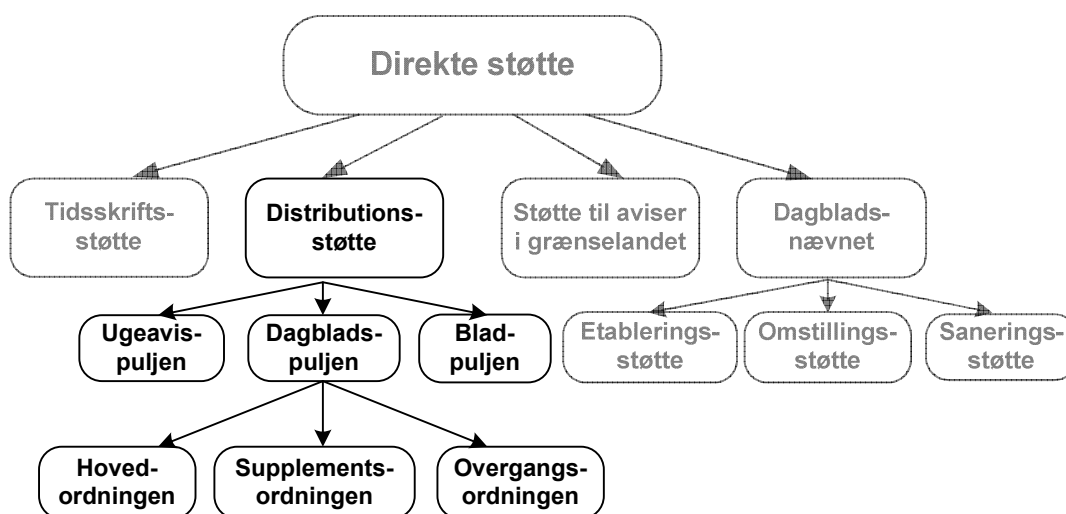 Direkte støtte
Tidsskrifts-
støtte
Distributions-
støtte
Støtte til aviser
i grænselandet
Dagblads-
nævnet
Ugeavis-
puljen
Dagblads-
puljen
Blad-
puljen
Etablerings-
støtte
Omstillings-
støtte
Sanerings-
støtte
Hoved-
ordningen
Supplements-
ordningen
Overgangs-
ordningen